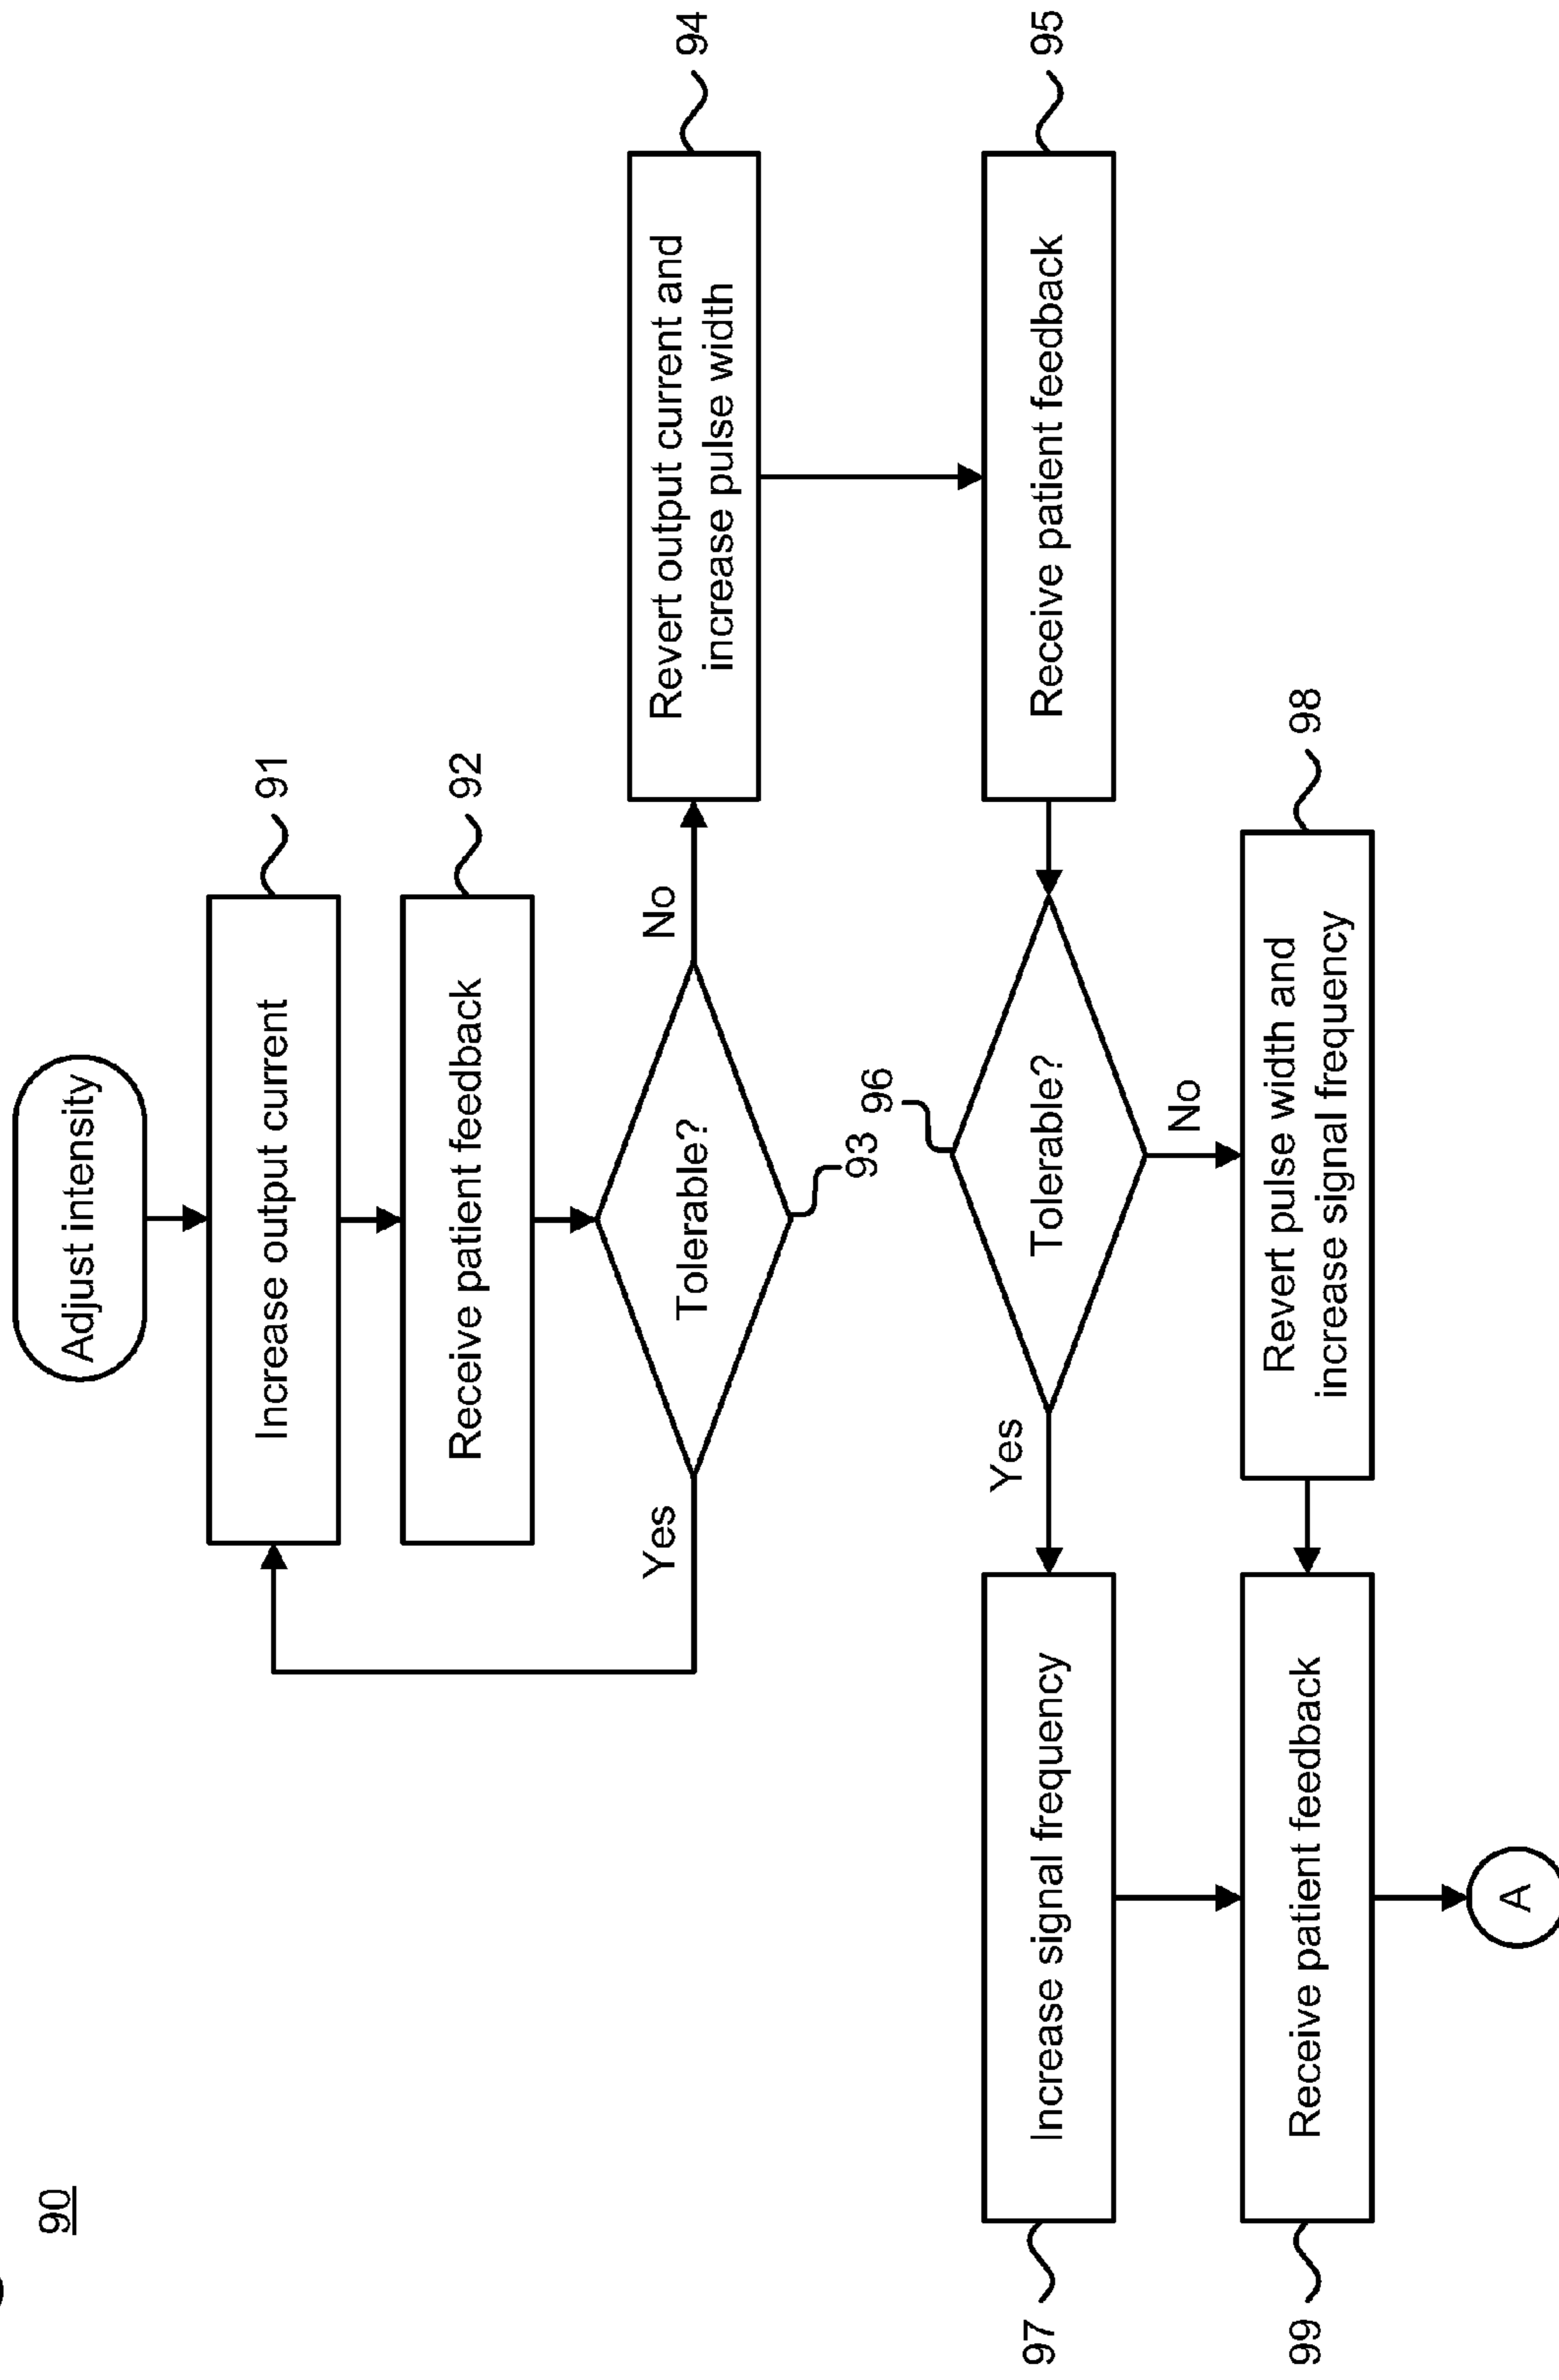 90
Adjust intensity
Increase output current
91
Receive patient feedback
92
Tolerable?
93
Yes
No
Revert output current and
increase pulse width
94
Receive patient feedback
95
Tolerable?
96
Yes
No
Increase signal frequency
97
Revert pulse width and
increase signal frequency
98
Receive patient feedback
99
A